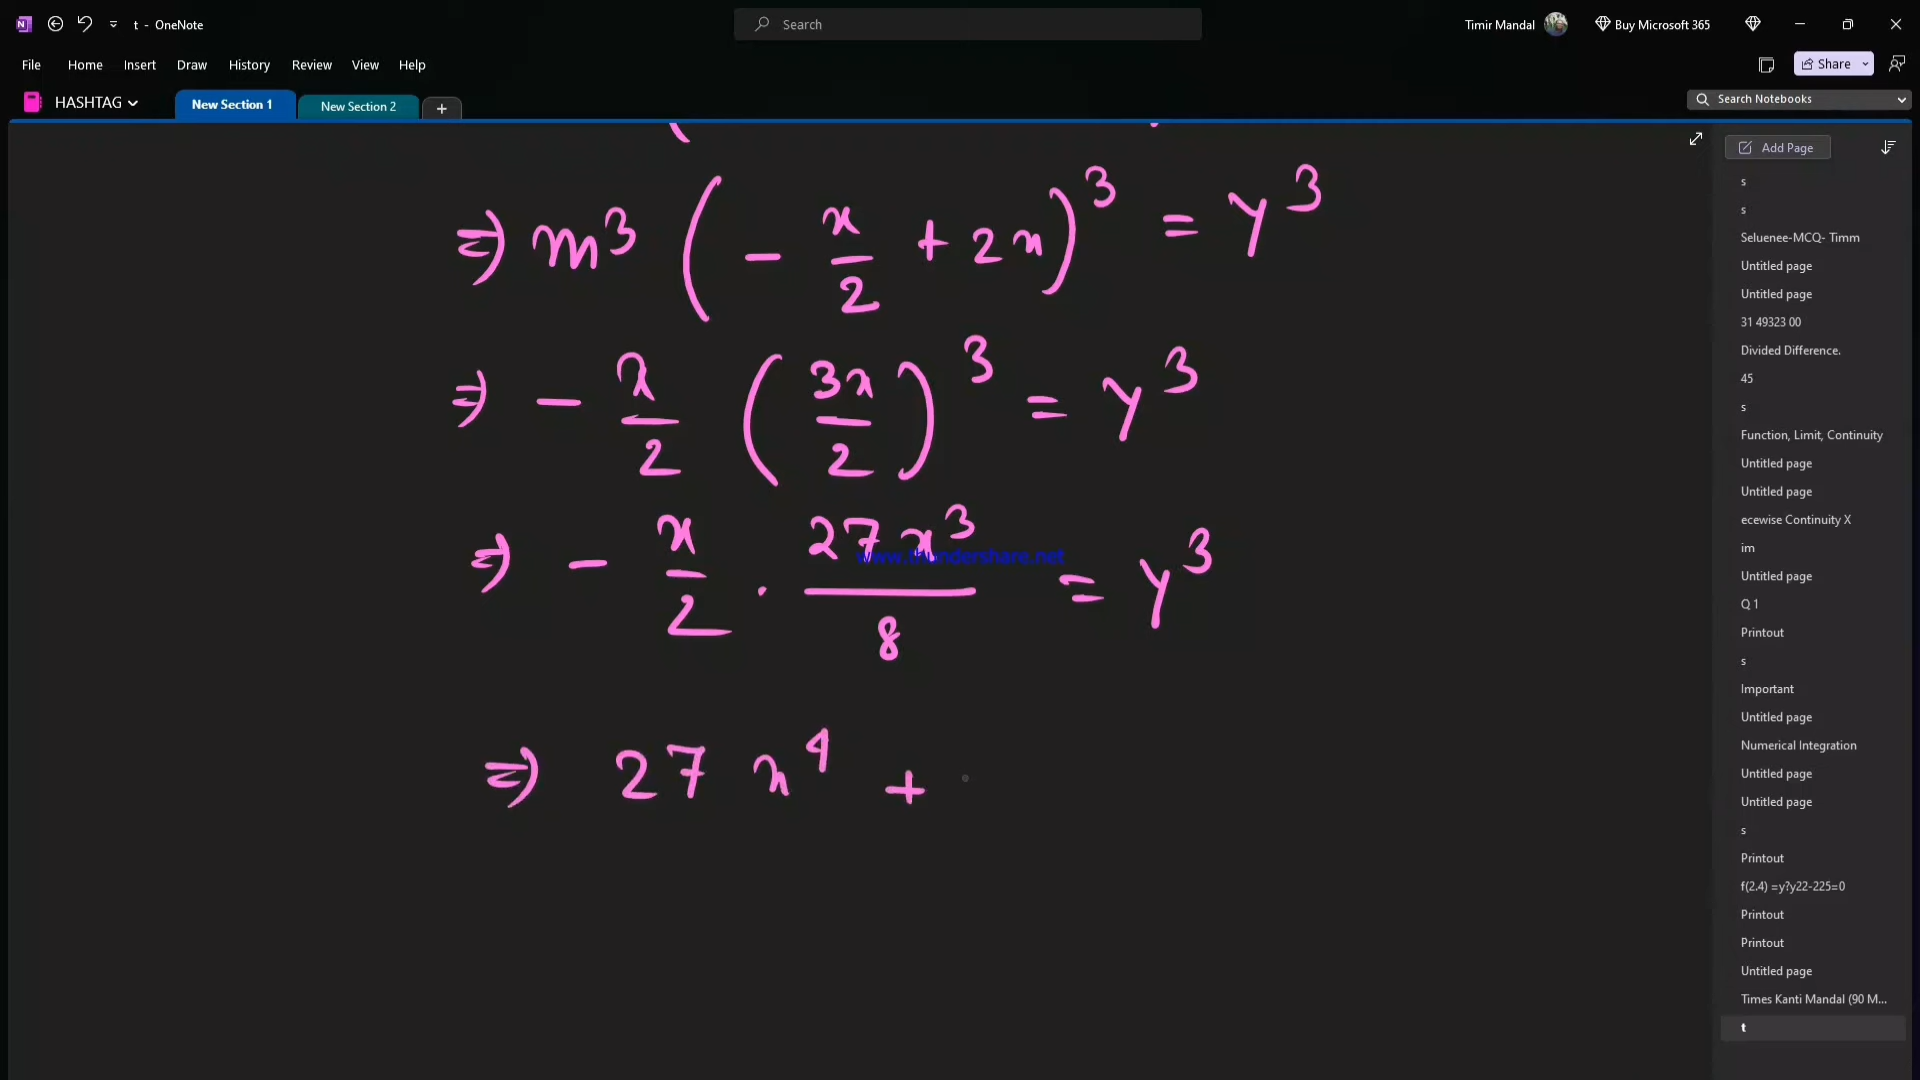 t - OneNote
Search
Timir Mandal
Buy Microsoft 365
File Home Insert Draw View History Review View Help
Share
HASHTAG
New Section 1
New Section 2
+
Search Notebooks
Add Page
⇒ m³ ( - x/2 + 2x )³ = y³
⇒ - x/2 ( 3x/2 )³ = y³
⇒ - x/2 · 27x³/8 = y³
www.thundershare.net
⇒ 27 x⁴ +
s
s
Seluenee-MCQ- Timm
Untitled page
Untitled page
31 49323 00
Divided Difference.
45
s
Function, Limit, Continuity
Untitled page
Untitled page
ecewise Continuity X
im
Untitled page
Q 1
Printout
s
Important
Untitled page
Numerical Integration
Untitled page
Untitled page
s
Printout
f(2.4) =y?y22-225=0
Printout
Printout
Untitled page
Times Kanti Mandal (90 M...
t